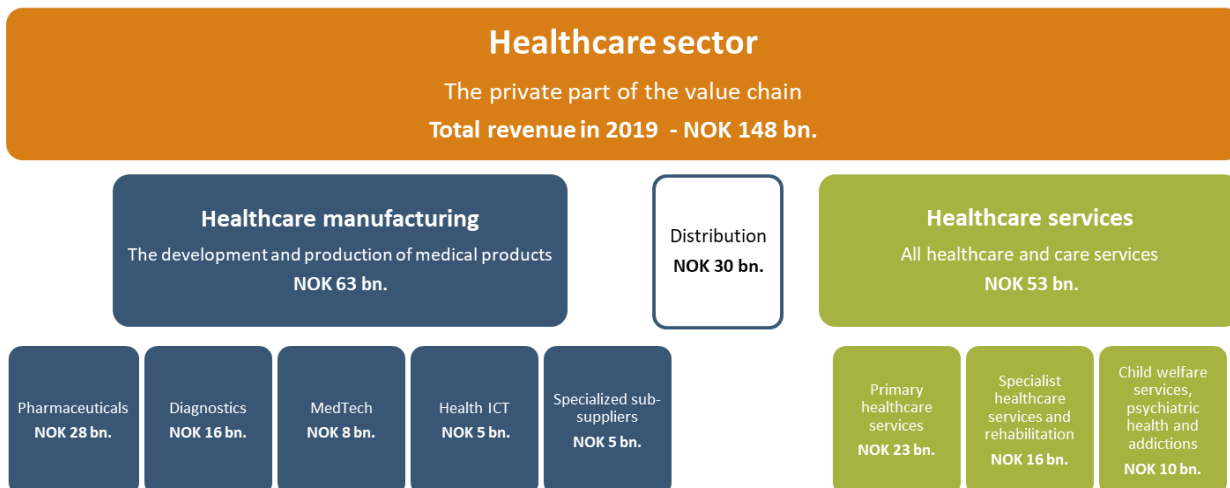 Healthcare sector
The private part of the value chain
Total revenue in 2019 - NOK 148 bn.
Healthcare manufacturing
The development and production of medical products
NOK 63 bn.
Distribution
NOK 30 bn.
Healthcare services
All healthcare and care services
NOK 53 bn.
Pharmaceuticals
NOK 28 bn.
Diagnostics
NOK 16 bn.
MedTech
NOK 8 bn.
Health ICT
NOK 5 bn.
Specialized sub-
suppliers
NOK 5 bn.
Primary
healthcare
services
NOK 23 bn.
Specialist
healthcare
services and
rehabilitation
NOK 16 bn.
Child welfare
services,
psychiatric
health and
addictions
NOK 10 bn.